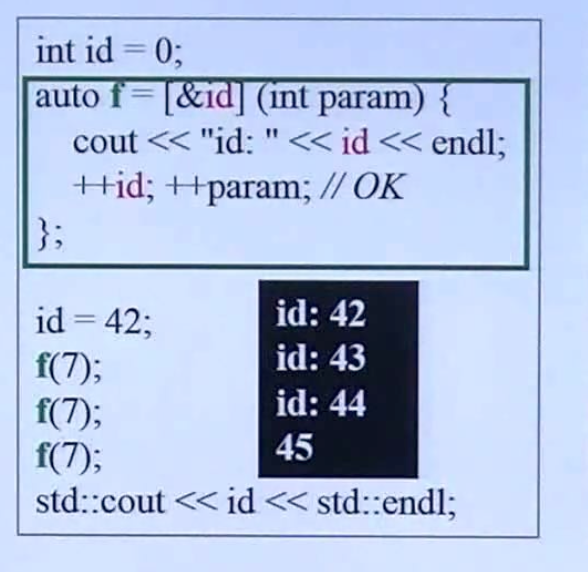 int id = 0;
auto f = [&id] (int param) {
cout << "id: " << id << endl;
++id; ++param; // OK
};
id = 42;
f(7);
f(7);
f(7);
std::cout << id << std::endl;
id: 42
id: 43
id: 44
45